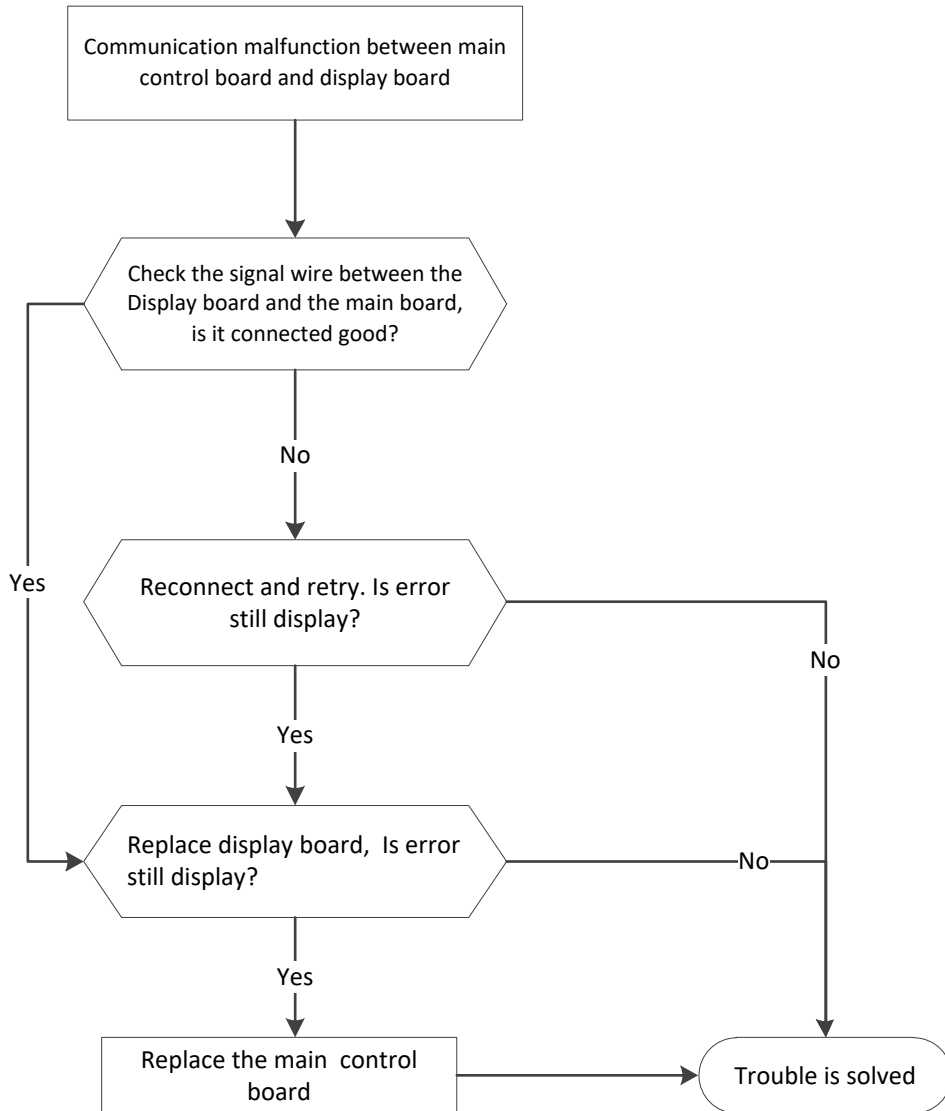 Communication malfunction between main
control board and display board
Check the signal wire between the
Display board and the main board,
is it connected good?
No
Yes
Reconnect and retry. Is error
still display?
No
Yes
Replace display board, Is error
still display?
No
Yes
Replace the main control
board
Trouble is solved